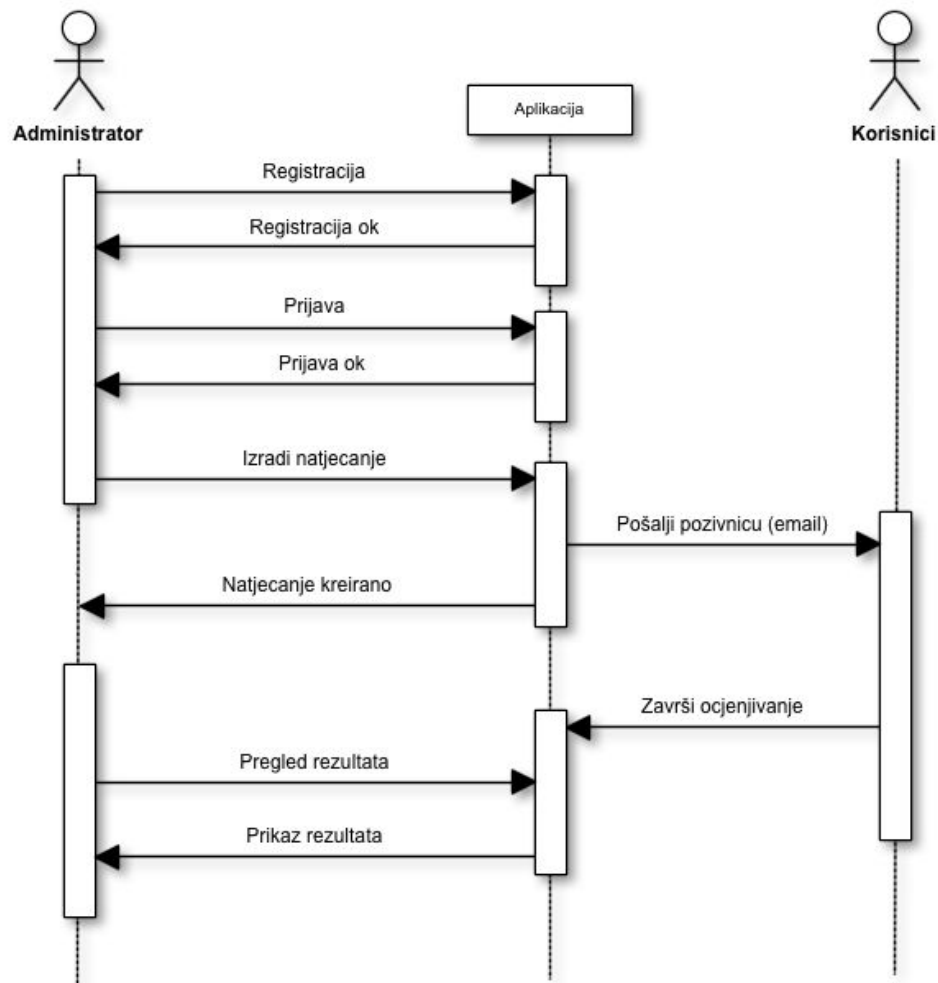 Aplikacija
Administrator
Korisnici
Registracija
Registracija ok
Prijava
Prijava ok
Izradi natjecanje
Pošalji pozivnicu (email)
Natjecanje kreirano
Završi ocjenjivanje
Pregled rezultata
Prikaz rezultata